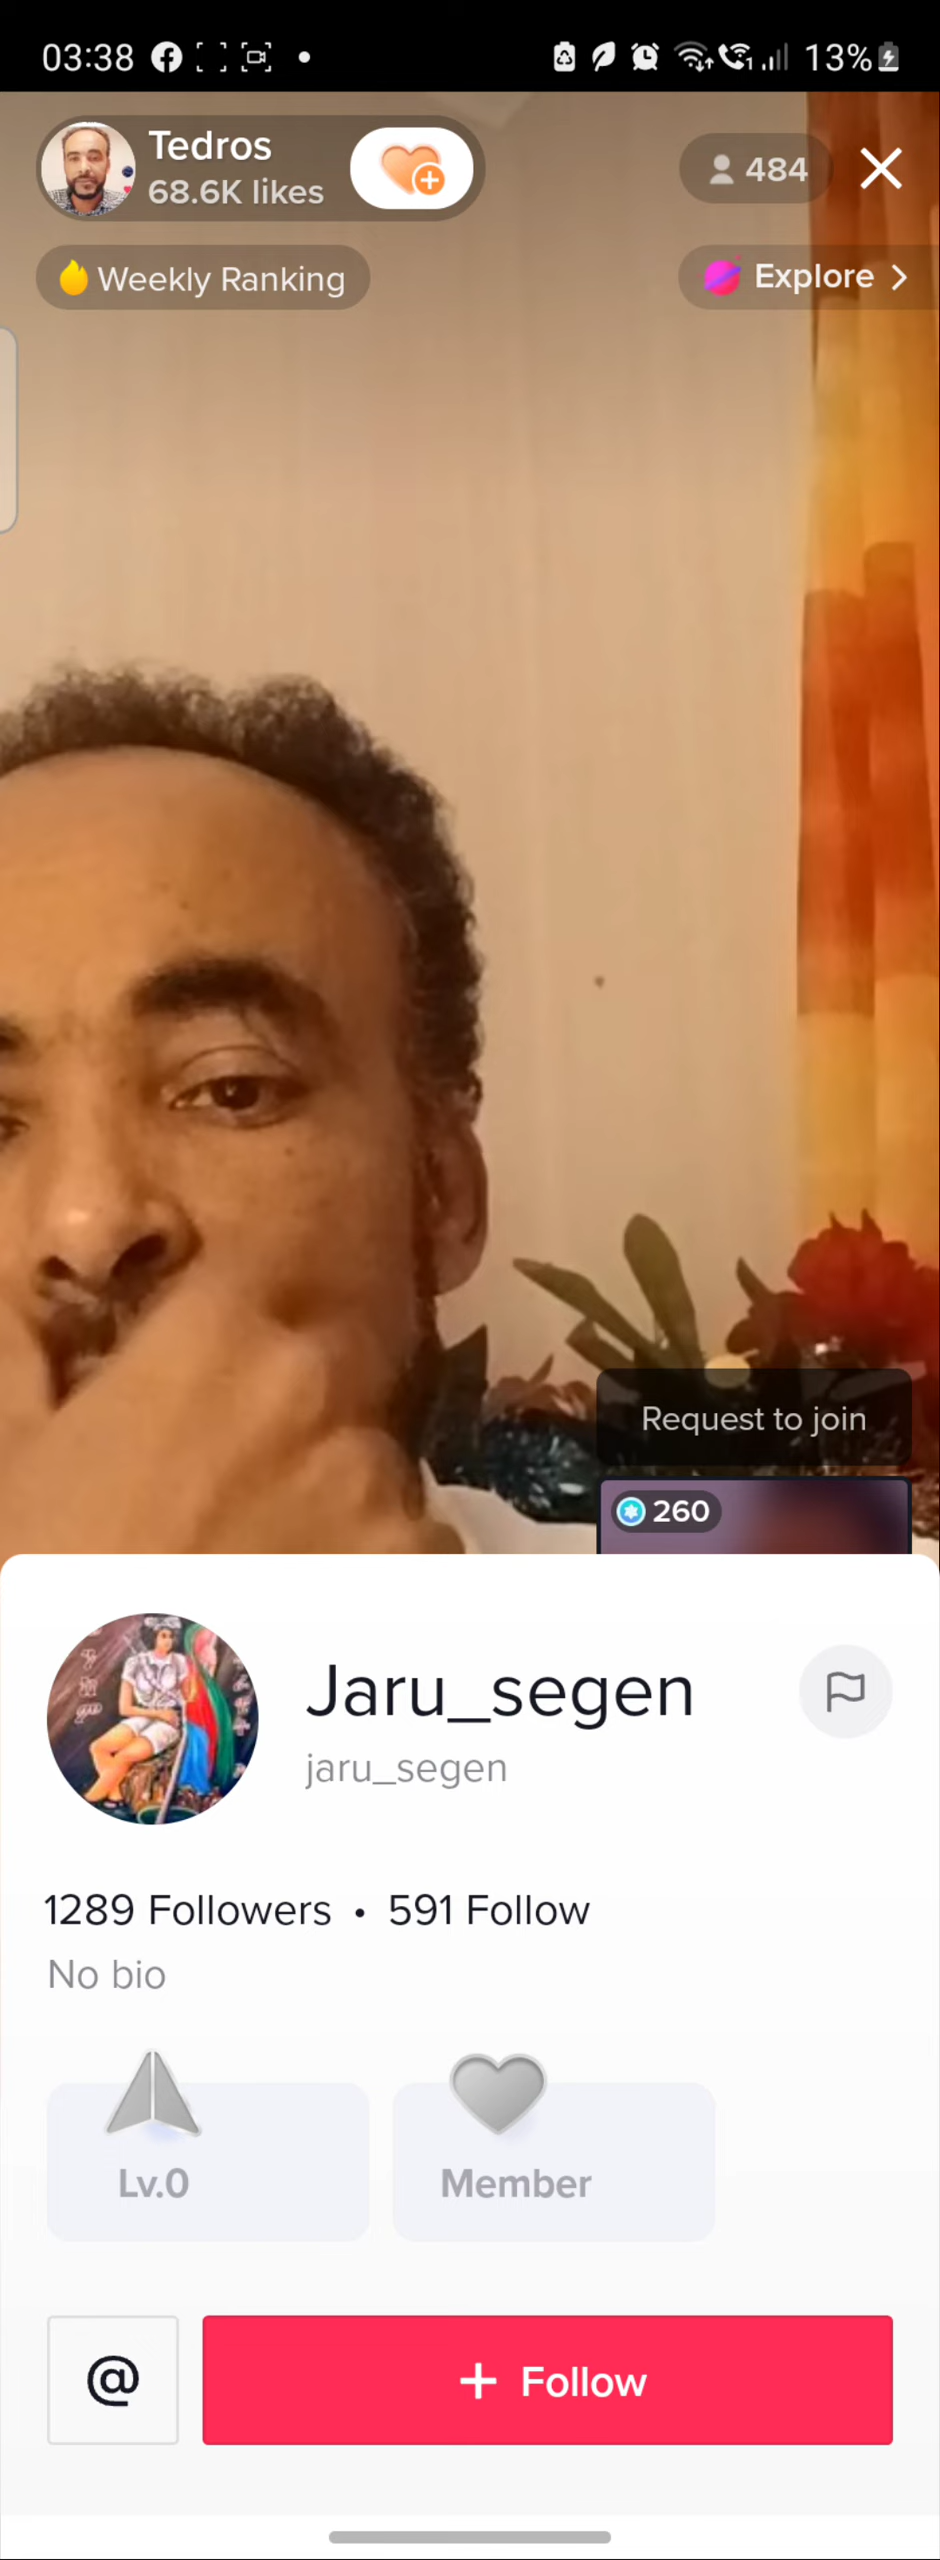 03:38
13%
Tedros
68.6K likes
484
Weekly Ranking
Explore >
Request to join
260
Jaru_segen
jaru_segen
1289 Followers • 591 Follow
No bio
Lv.0
Member
@
+ Follow